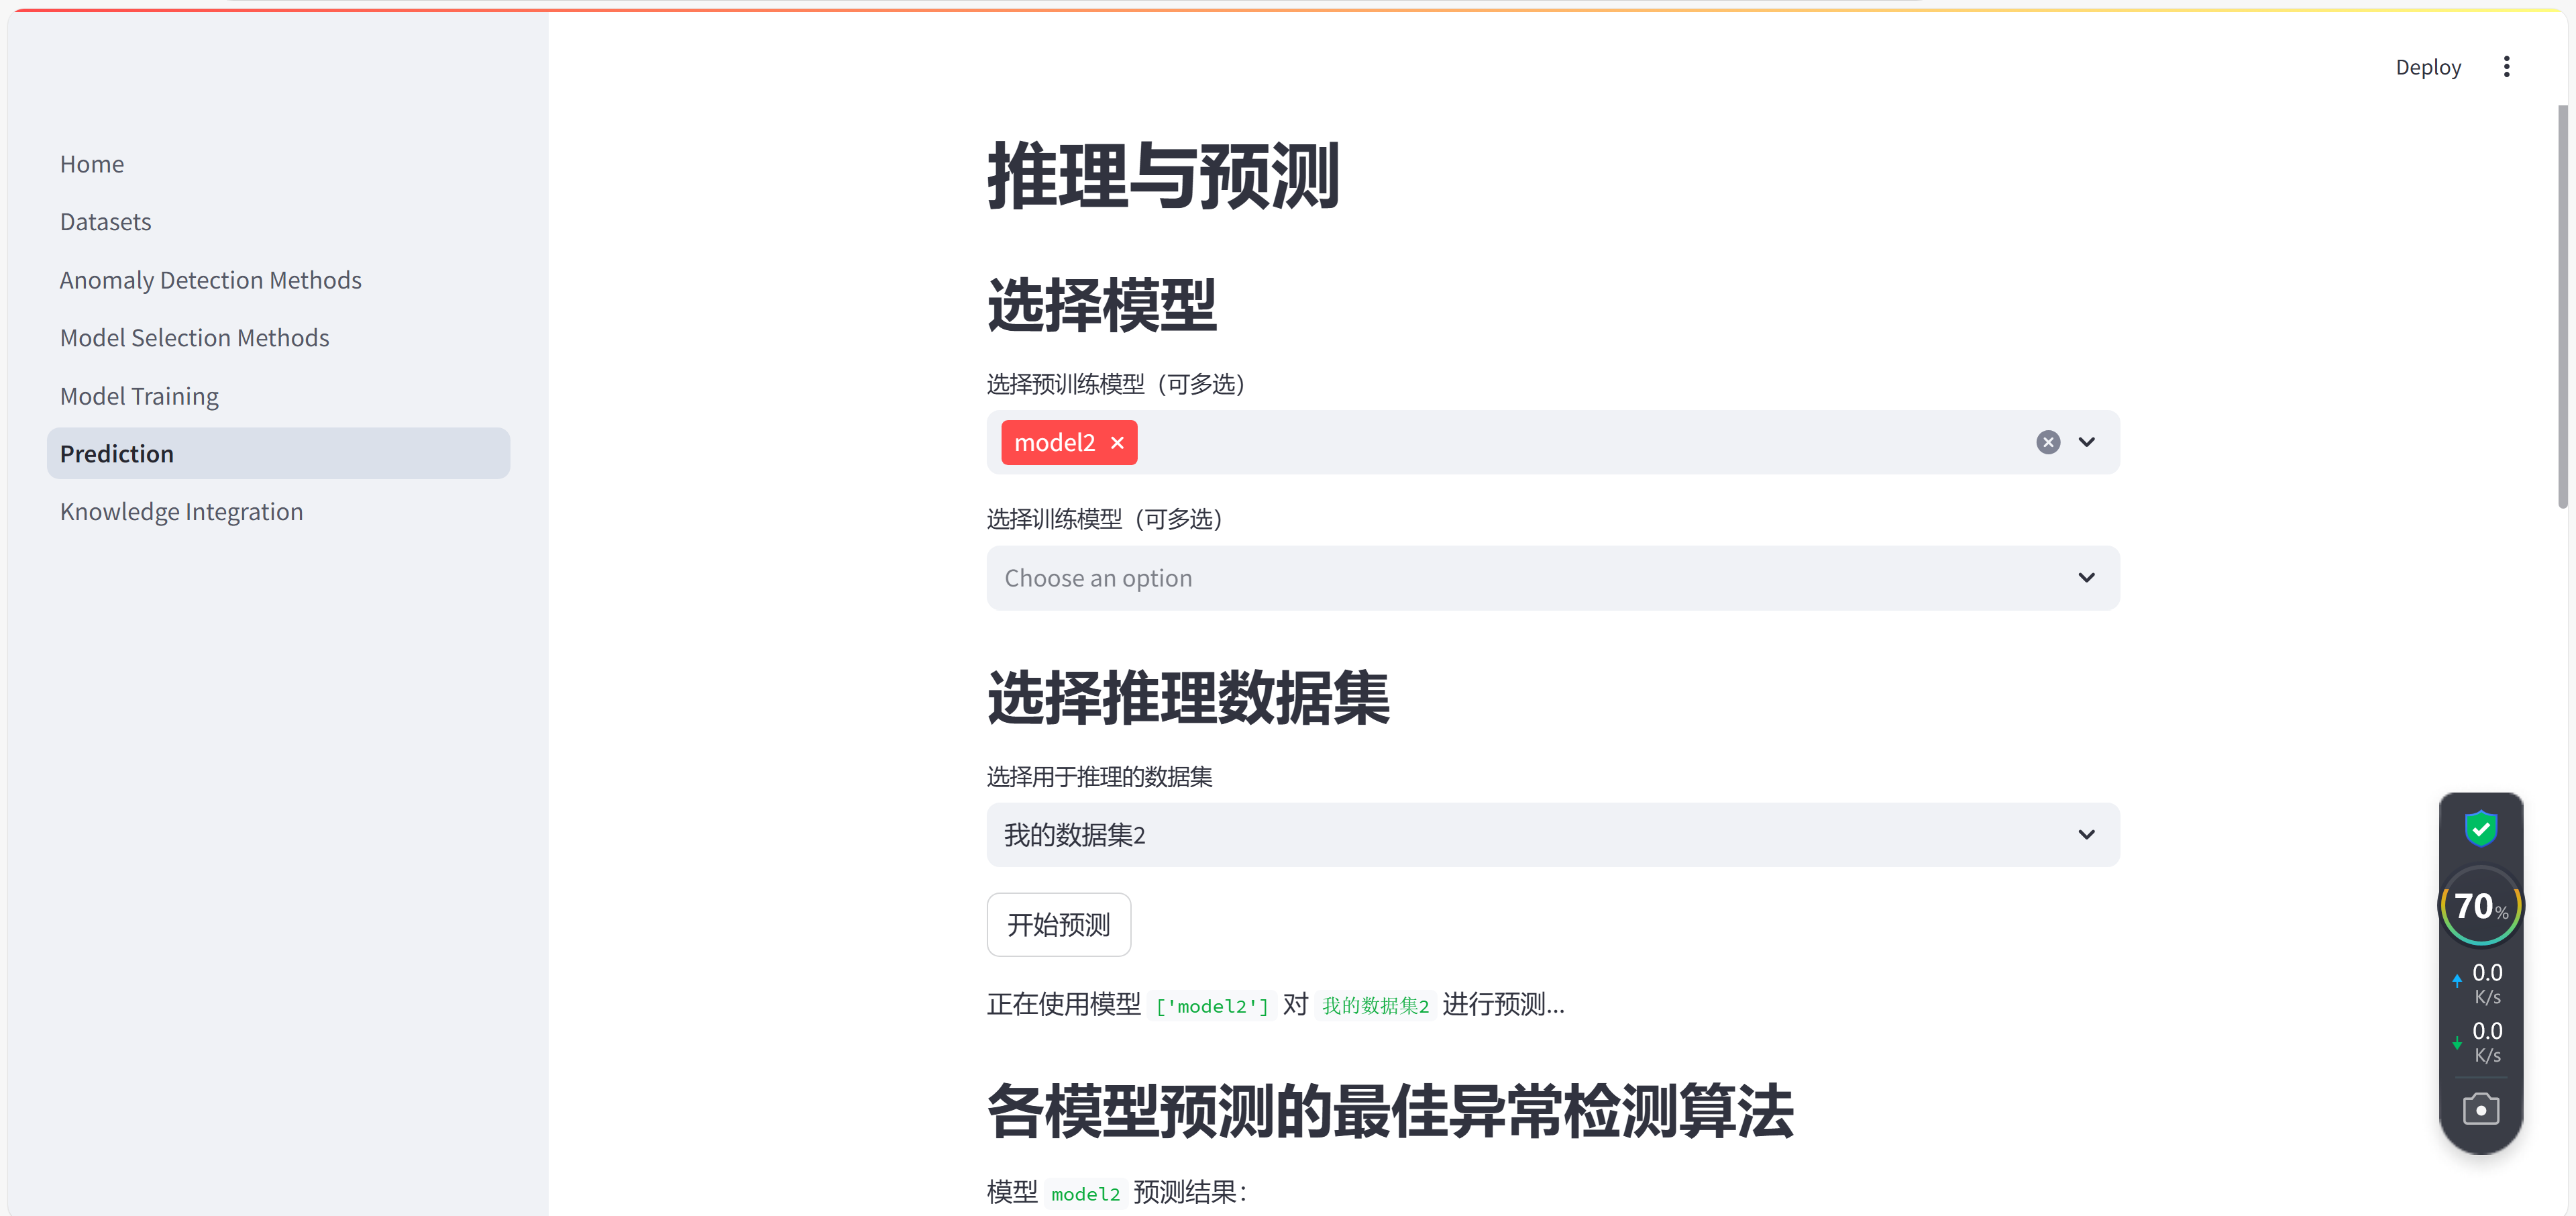 Deploy
Home
Datasets
Anomaly Detection Methods
Model Selection Methods
Model Training
Prediction
Knowledge Integration
推理与预测
选择模型
选择预训练模型（可多选）
model2
选择训练模型（可多选）
Choose an option
选择推理数据集
选择用于推理的数据集
我的数据集2
开始预测
正在使用模型 ['model2'] 对 我的数据集2 进行预测...
各模型预测的最佳异常检测算法
模型 model2 预测结果：
70%
0.0
K/s
0.0
K/s